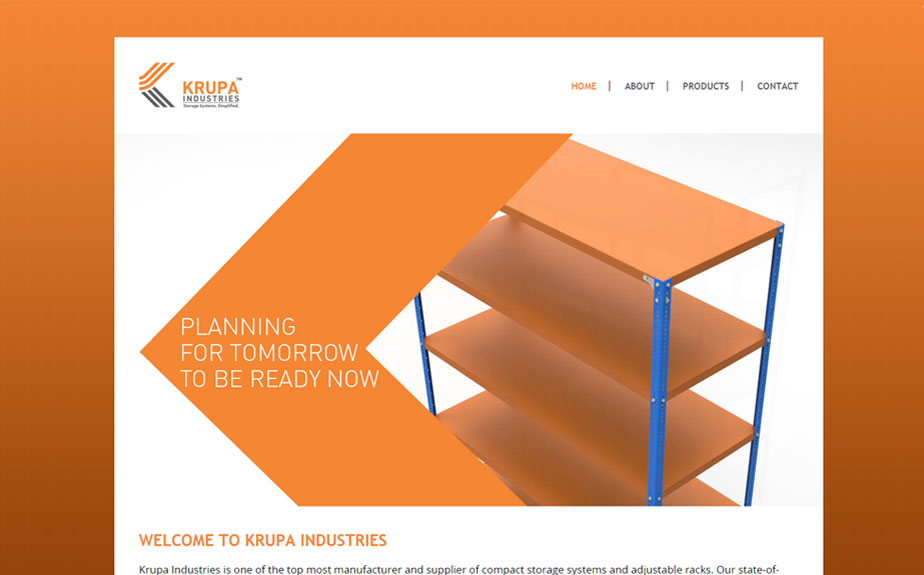 KRUPA™
INDUSTRIES
Storage Systems, Simplified.
HOME | ABOUT | PRODUCTS | CONTACT
PLANNING
FOR TOMORROW
TO BE READY NOW
WELCOME TO KRUPA INDUSTRIES
Krupa Industries is one of the top most manufacturer and supplier of compact storage systems and adjustable racks. Our state-of-